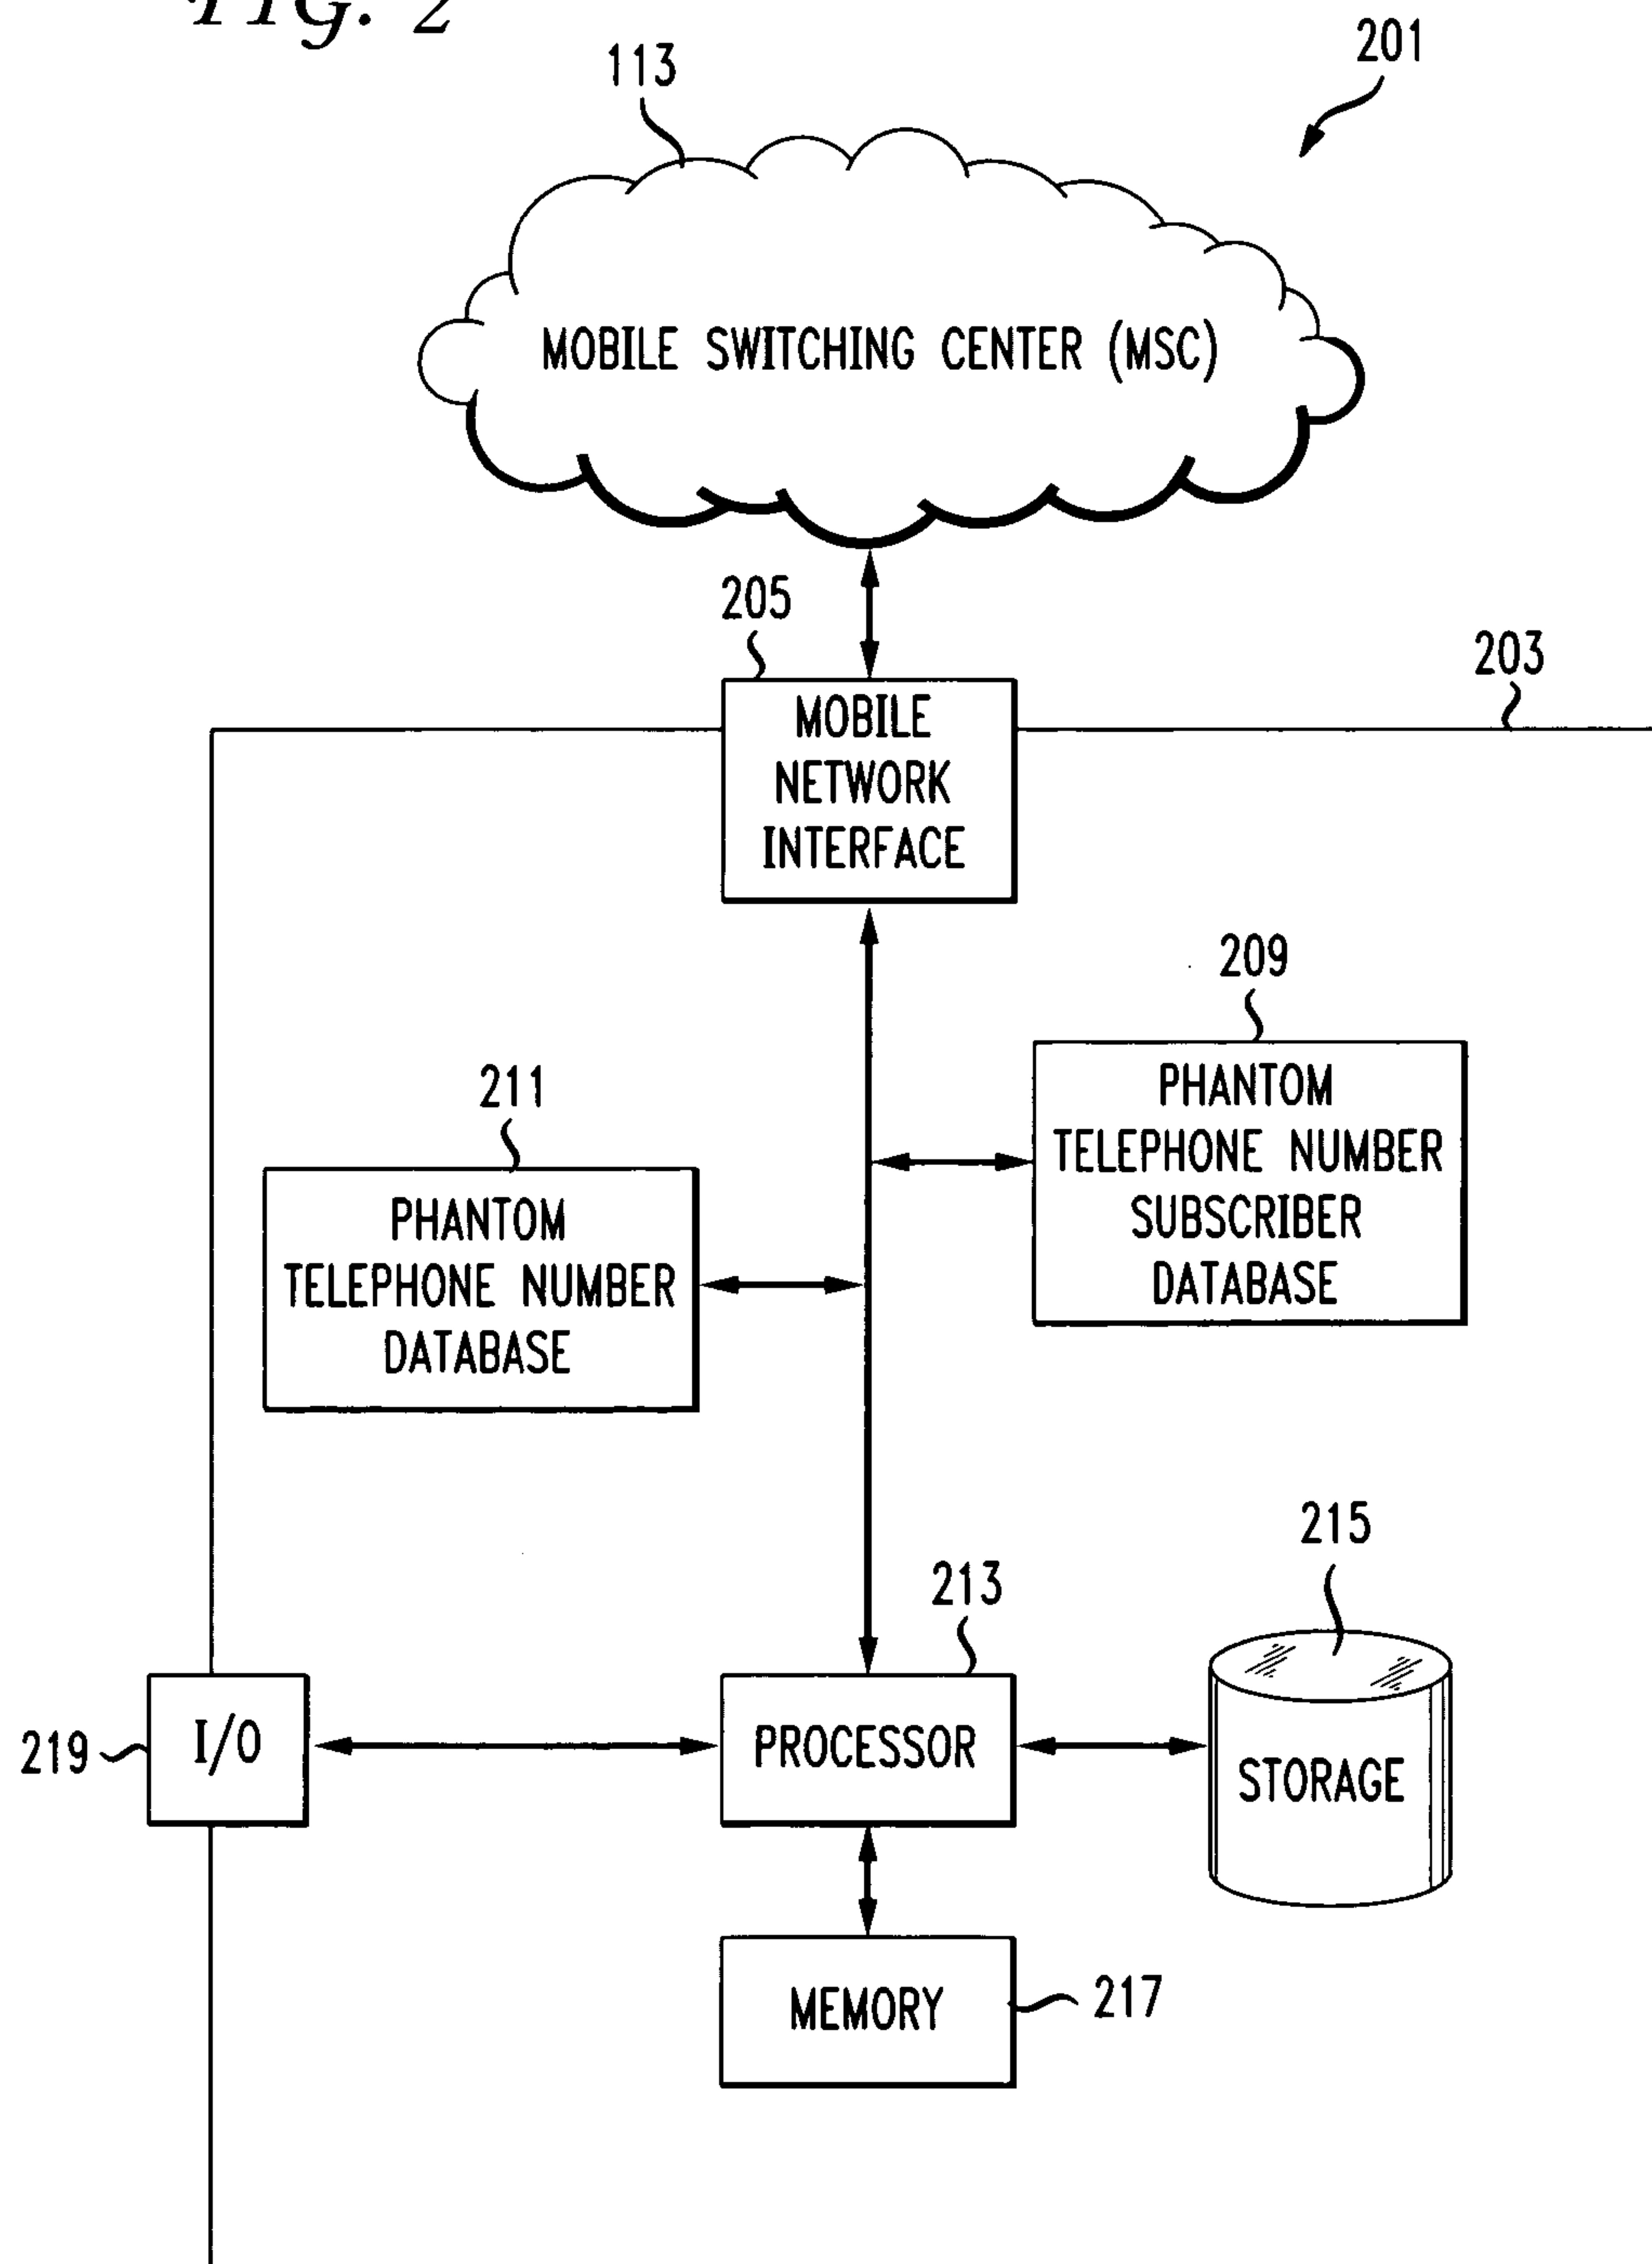 FIG. 2
201
113
MOBILE SWITCHING CENTER (MSC)
205
203
MOBILE
NETWORK
INTERFACE
209
PHANTOM
TELEPHONE NUMBER
SUBSCRIBER
DATABASE
211
PHANTOM
TELEPHONE NUMBER
DATABASE
215
213
219
I/O
PROCESSOR
STORAGE
MEMORY
217